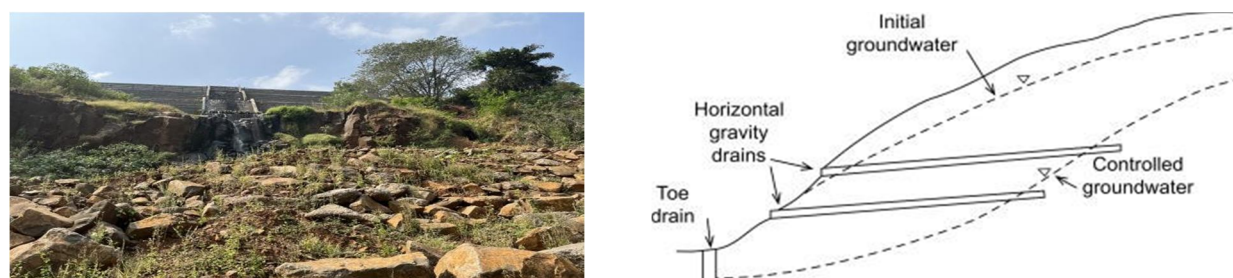 Initial
groundwater
Horizontal
gravity
drains
Toe
drain
Controlled
groundwater